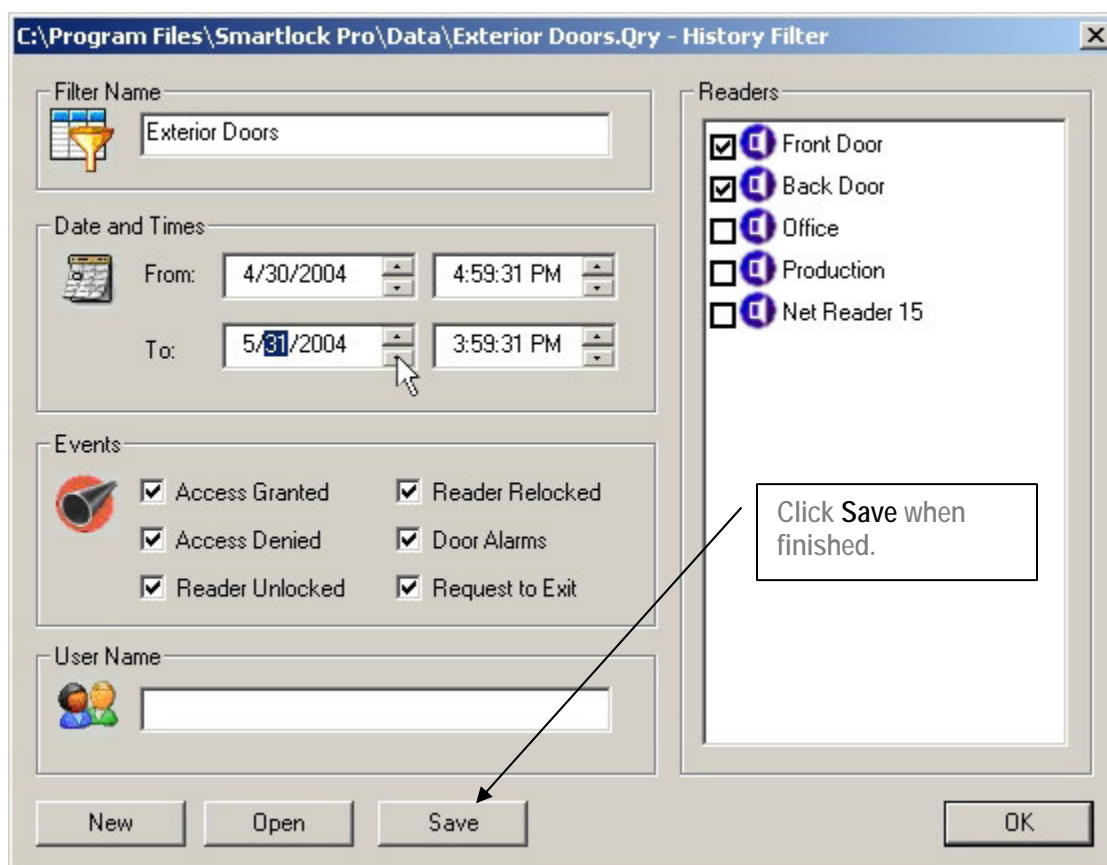 C:\Program Files\Smartlock Pro\Data\Exterior Doors.Qry - History Filter
Filter Name
Exterior Doors
Date and Times
From: 4/30/2004 4:59:31 PM
To: 5/31/2004 3:59:31 PM
Events
Access Granted Reader Relocked
Access Denied Door Alarms
Reader Unlocked Request to Exit
User Name
Readers
Front Door
Back Door
Office
Production
Net Reader 15
Click Save when
finished.
New Open Save OK